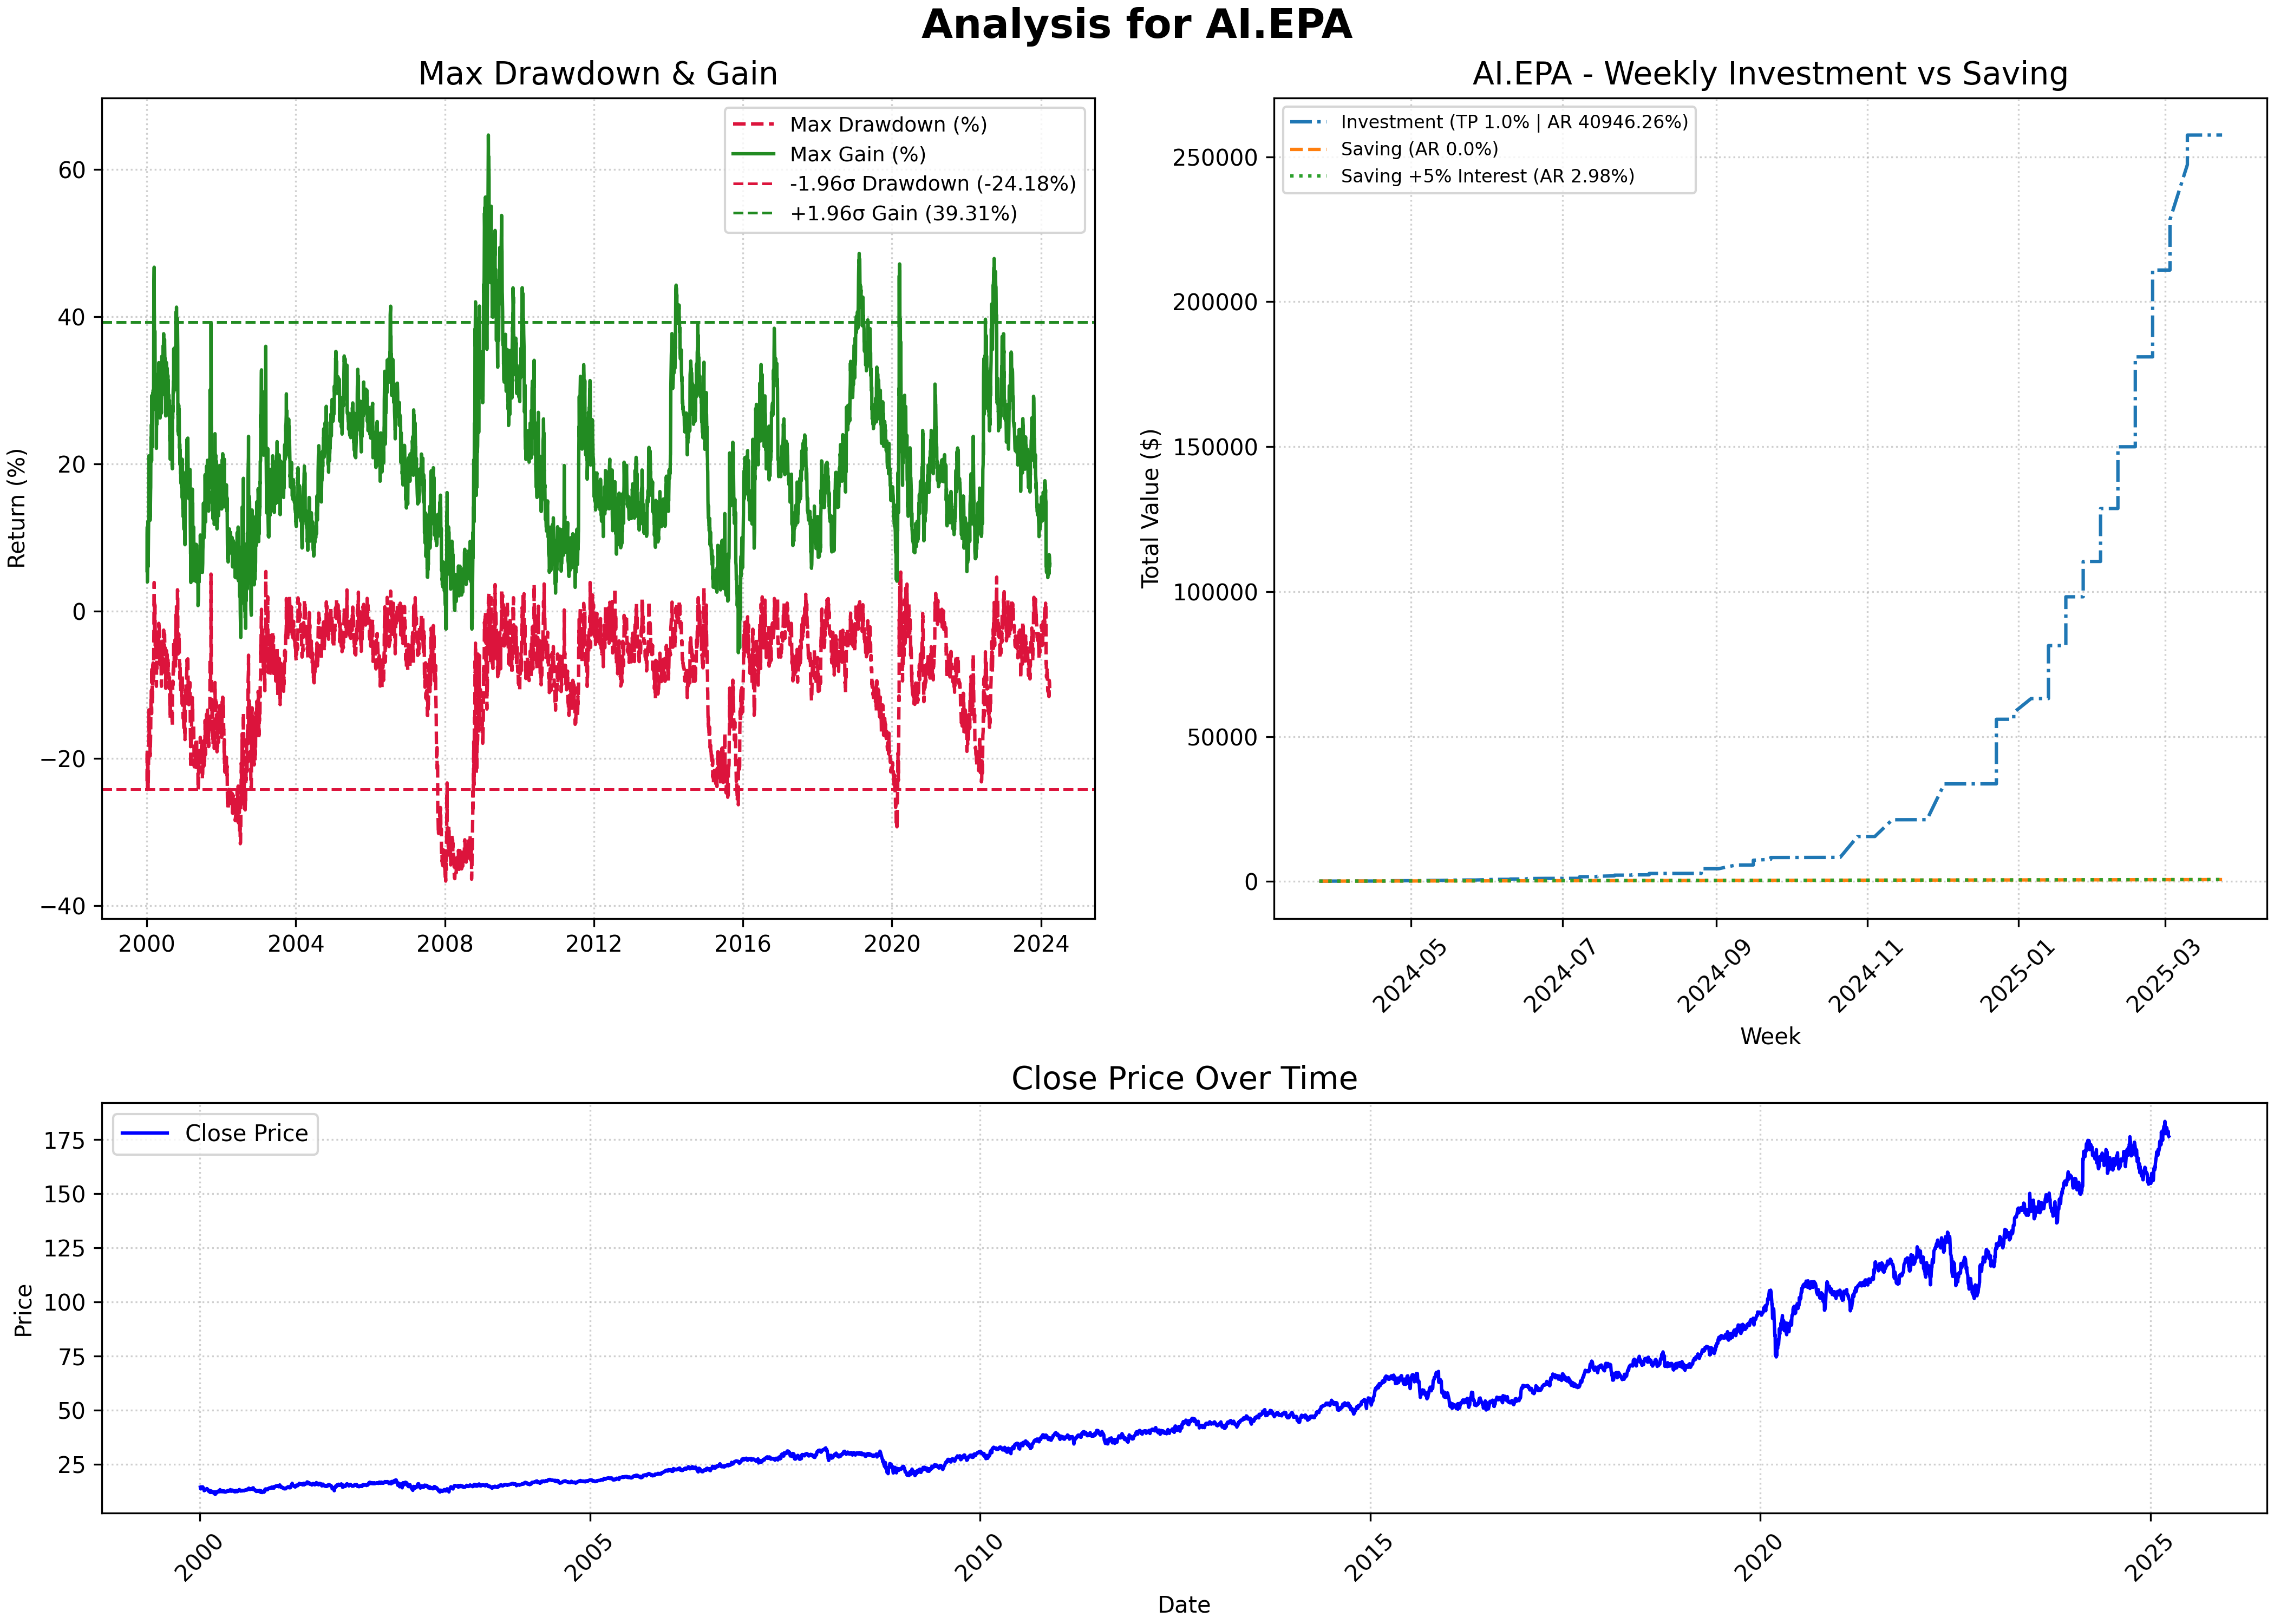 Analysis for AI.EPA
Max Drawdown & Gain
Return (%)
60
40
20
0
−20
−40
2000
2004
2008
2012
2016
2020
2024
Max Drawdown (%)
Max Gain (%)
-1.96σ Drawdown (-24.18%)
+1.96σ Gain (39.31%)
AI.EPA - Weekly Investment vs Saving
Total Value ($)
250000
200000
150000
100000
50000
0
Investment (TP 1.0% | AR 40946.26%)
Saving (AR 0.0%)
Saving +5% Interest (AR 2.98%)
2024-05
2024-07
2024-09
2024-11
2025-01
2025-03
Week
Close Price Over Time
Close Price
Price
175
150
125
100
75
50
25
2000
2005
2010
2015
2020
2025
Date